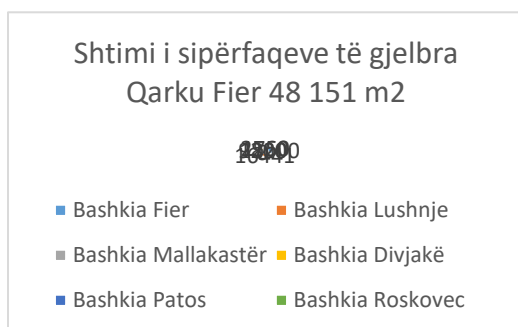 Shtimi i sipërfaqeve të gjelbra
Qarku Fier 48 151 m2
Bashkia Fier
Bashkia Lushnje
Bashkia Mallakastër
Bashkia Divjakë
Bashkia Patos
Bashkia Roskovec